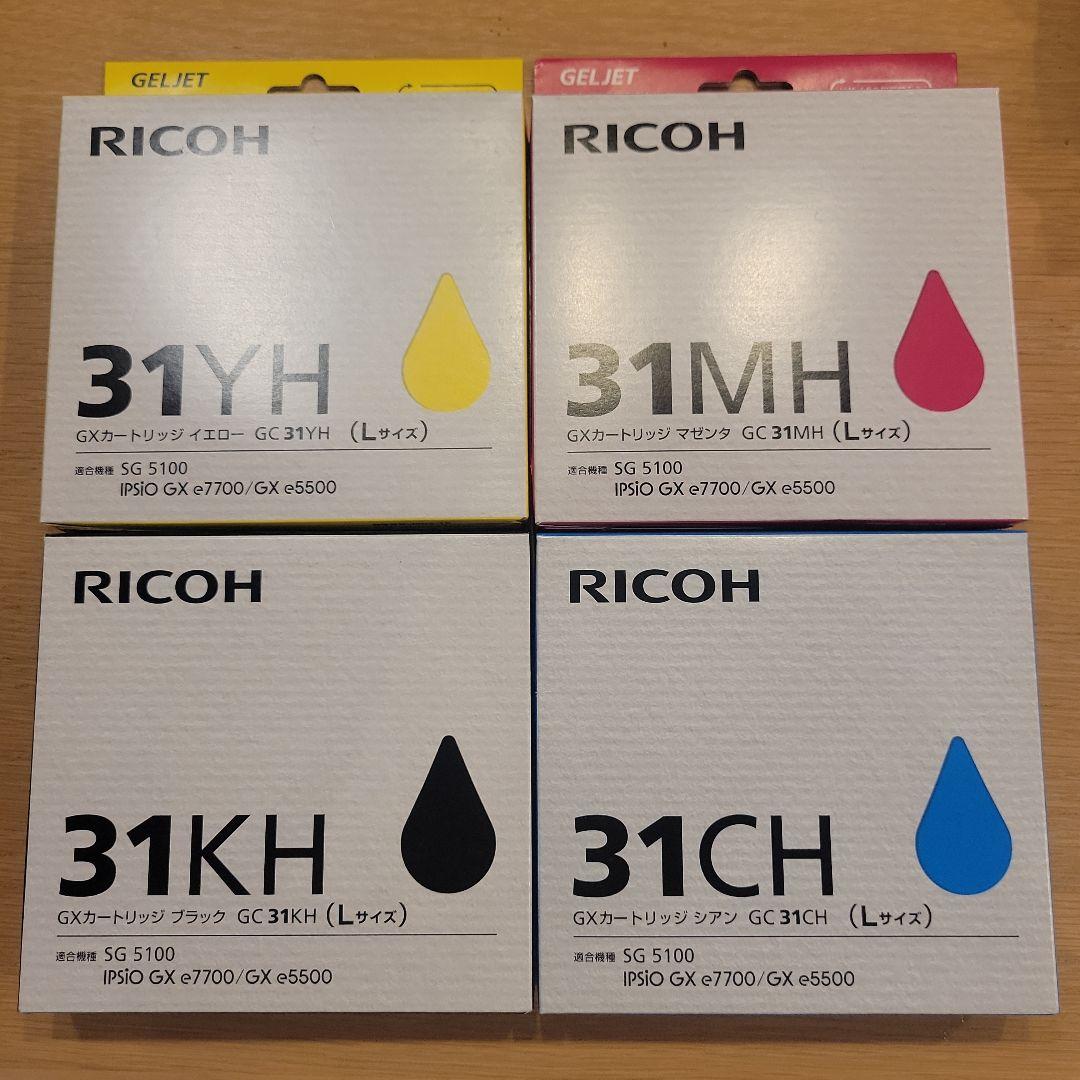 GELJET
RICOH
31YH
GXカートリッジ イエロー GC 31YH (Lサイズ)
適合機種 SG 5100
IPSiO GX e7700/GX e5500
GELJET
RICOH
31MH
GXカートリッジ マゼンタ GC 31MH (Lサイズ)
適合機種 SG 5100
IPSiO GX e7700/GX e5500
RICOH
31KH
GXカートリッジ ブラック GC 31KH (Lサイズ)
適合機種 SG 5100
IPSiO GX e7700/GX e5500
RICOH
31CH
GXカートリッジ シアン GC 31CH (Lサイズ)
適合機種 SG 5100
IPSiO GX e7700/GX e5500